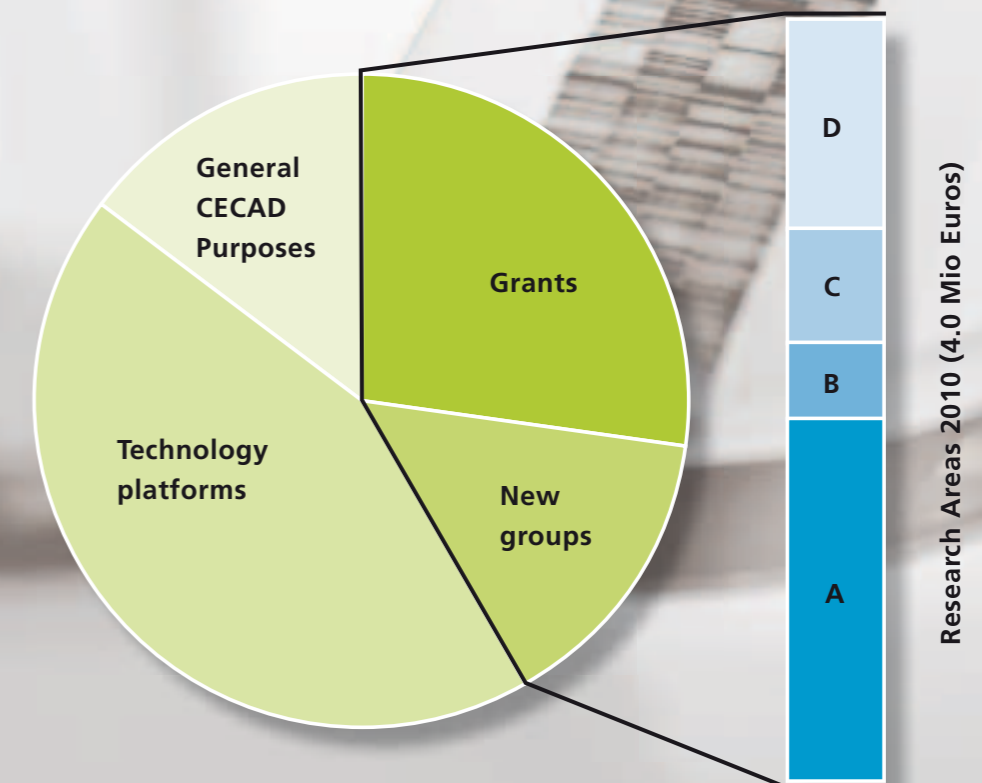 General
CECAD
Purposes
Grants
Technology
platforms
New
groups
D
C
B
A
Research Areas 2010 (4.0 Mio Euros)